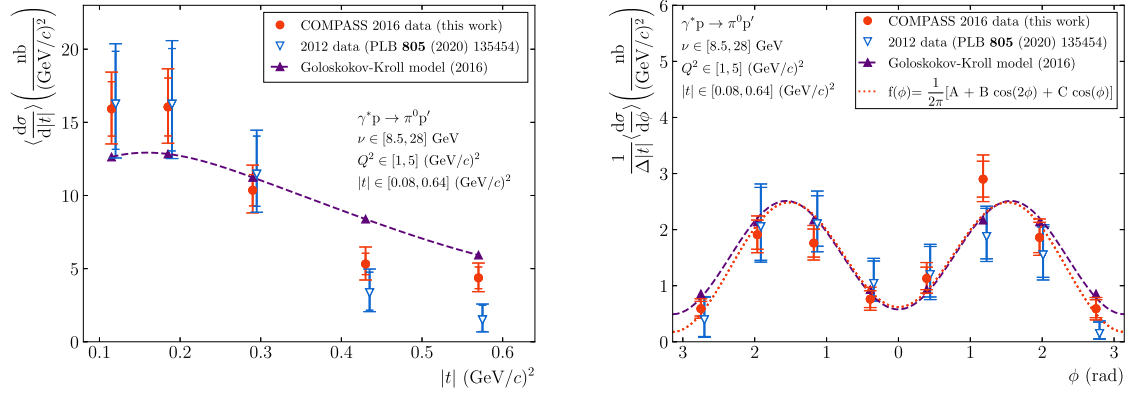 COMPASS 2016 data (this work)
2012 data (PLB 805 (2020) 135454)
Goloskokov-Kroll model (2016)
γ*p → π⁰p′
ν ∈ [8.5, 28] GeV
Q² ∈ [1, 5] (GeV/c)²
|t| ∈ [0.08, 0.64] (GeV/c)²
⟨dσ/d|t|⟩ (nb/(GeV/c)²)
20
15
10
5
0
0.1 0.2 0.3 0.4 0.5 0.6
|t| (GeV/c)²
γ*p → π⁰p′
ν ∈ [8.5, 28] GeV
Q² ∈ [1, 5] (GeV/c)²
|t| ∈ [0.08, 0.64] (GeV/c)²
COMPASS 2016 data (this work)
2012 data (PLB 805 (2020) 135454)
Goloskokov-Kroll model (2016)
f(ϕ)= 1/2π [A + B cos(2ϕ) + C cos(ϕ)]
1/Δ|t| ⟨dσ/dϕ⟩ (nb/(GeV/c)²)
6
5
4
3
2
1
0
3 2 1 0 1 2 3
ϕ (rad)